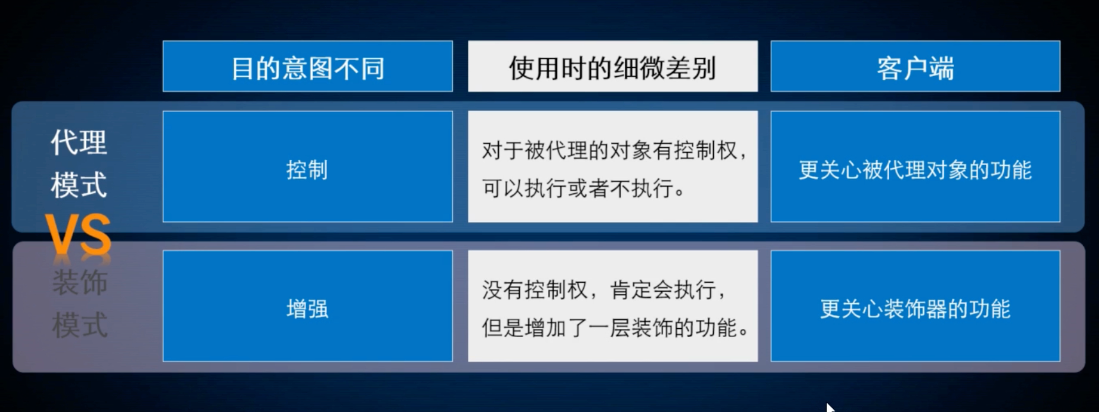 目的意图不同
使用时的细微差别
客户端
代理
模式
控制
对于被代理的对象有控制权，
可以执行或者不执行。
更关心被代理对象的功能
VS
装饰
模式
增强
没有控制权，肯定会执行，
但是增加了一层装饰的功能。
更关心装饰器的功能